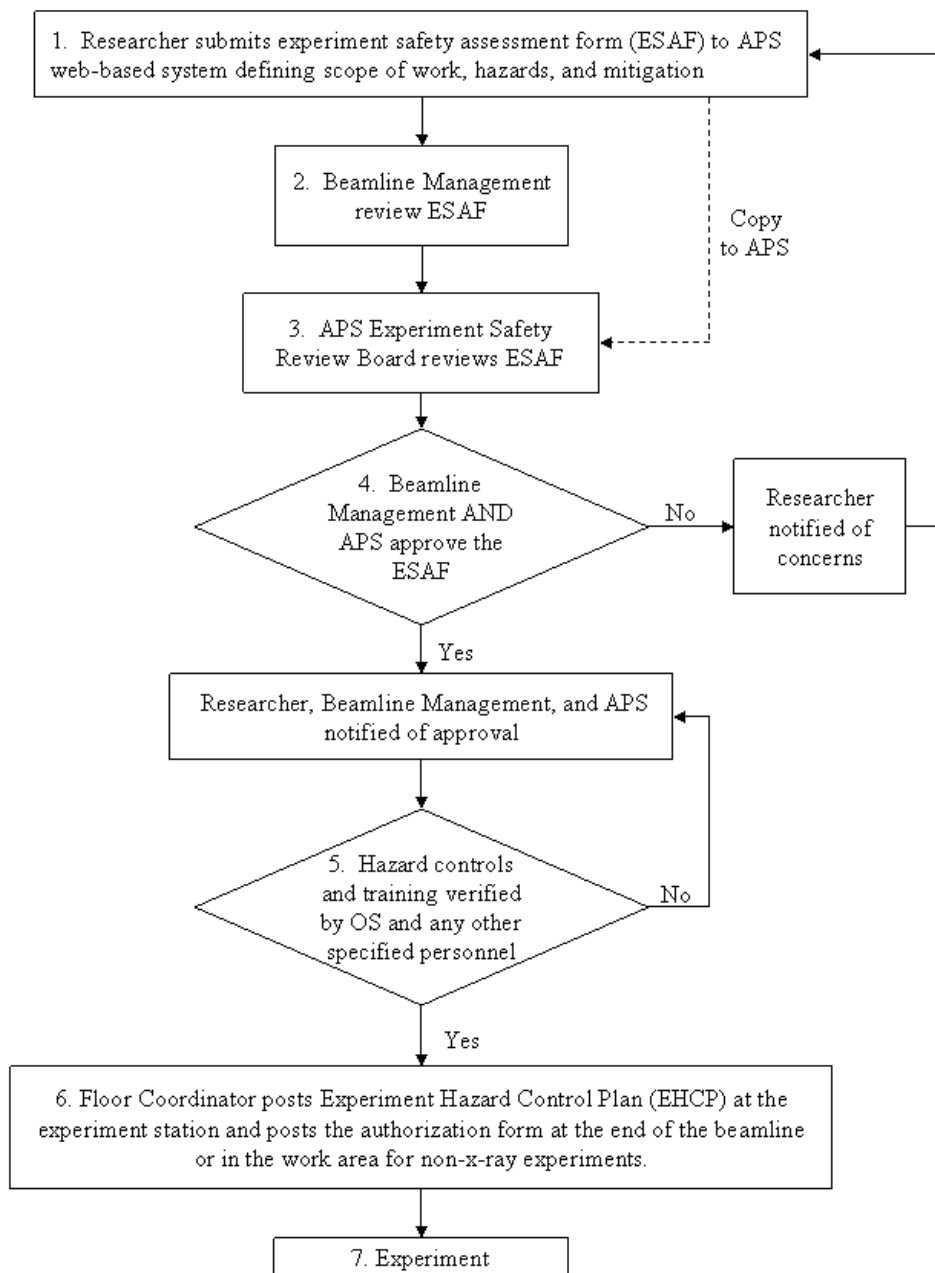 1. Researcher submits experiment safety assessment form (ESAF) to APS
web-based system defining scope of work, hazards, and mitigation
2. Beamline Management
review ESAF
Copy
to APS
3. APS Experiment Safety
Review Board reviews ESAF
4. Beamline
Management AND
APS approve the
ESAF
No
Researcher
notified of
concerns
Yes
Researcher, Beamline Management, and APS
notified of approval
5. Hazard controls
and training verified
by OS and any other
specified personnel
No
Yes
6. Floor Coordinator posts Experiment Hazard Control Plan (EHCP) at the
experiment station and posts the authorization form at the end of the beamline
or in the work area for non-x-ray experiments.
7. Experiment